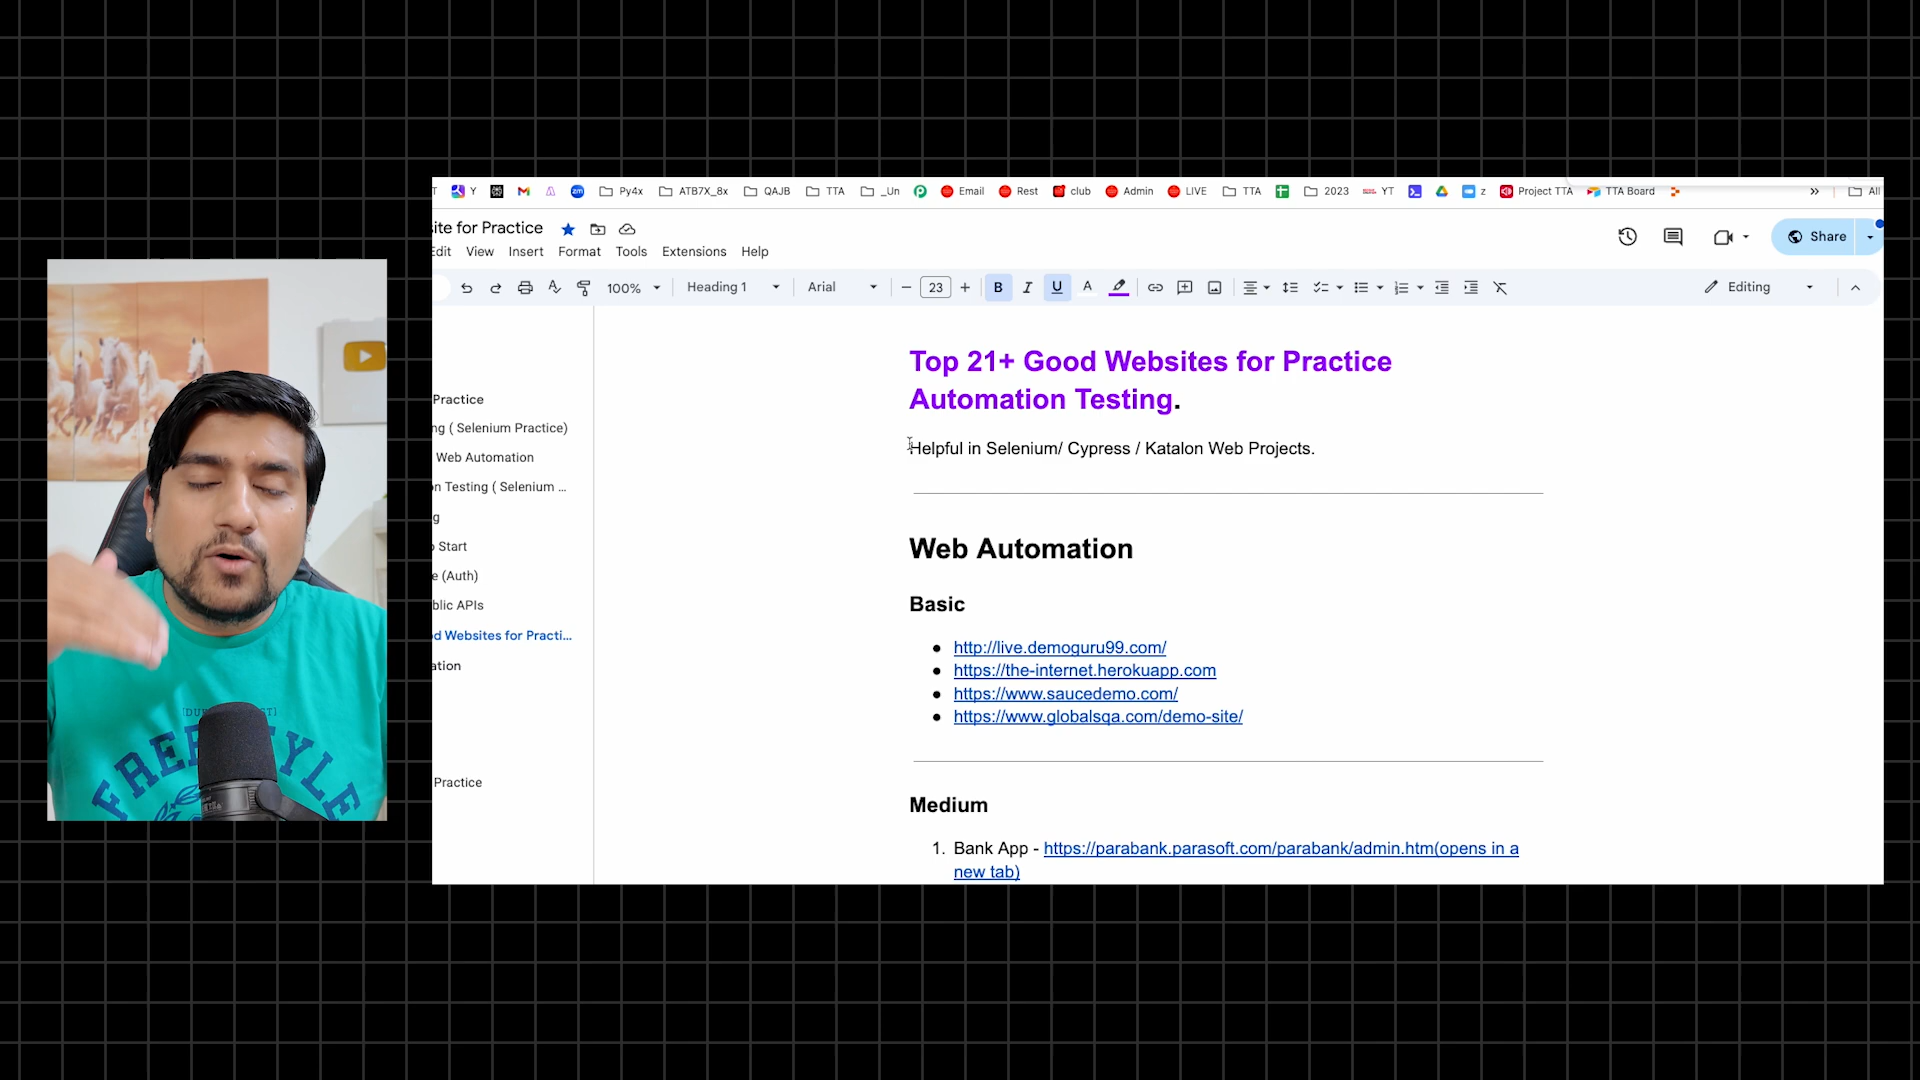 T Y Py4x ATB7X_8x QAJB TTA _Un Email Rest club Admin LIVE TTA 2023 YT z Project TTA TTA Board » All
ite for Practice
Edit View Insert Format Tools Extensions Help
Share
100% Heading 1 Arial − 23 + B I U A Editing
Practice
ng ( Selenium Practice)
Web Automation
n Testing ( Selenium ...
g
o Start
e (Auth)
blic APIs
d Websites for Practi...
ation
Practice
Top 21+ Good Websites for Practice
Automation Testing.
Helpful in Selenium/ Cypress / Katalon Web Projects.
Web Automation
Basic
● http://live.demoguru99.com/
● https://the-internet.herokuapp.com
● https://www.saucedemo.com/
● https://www.globalsqa.com/demo-site/
Medium
1. Bank App - https://parabank.parasoft.com/parabank/admin.htm(opens in a
new tab)
FREESTYLE